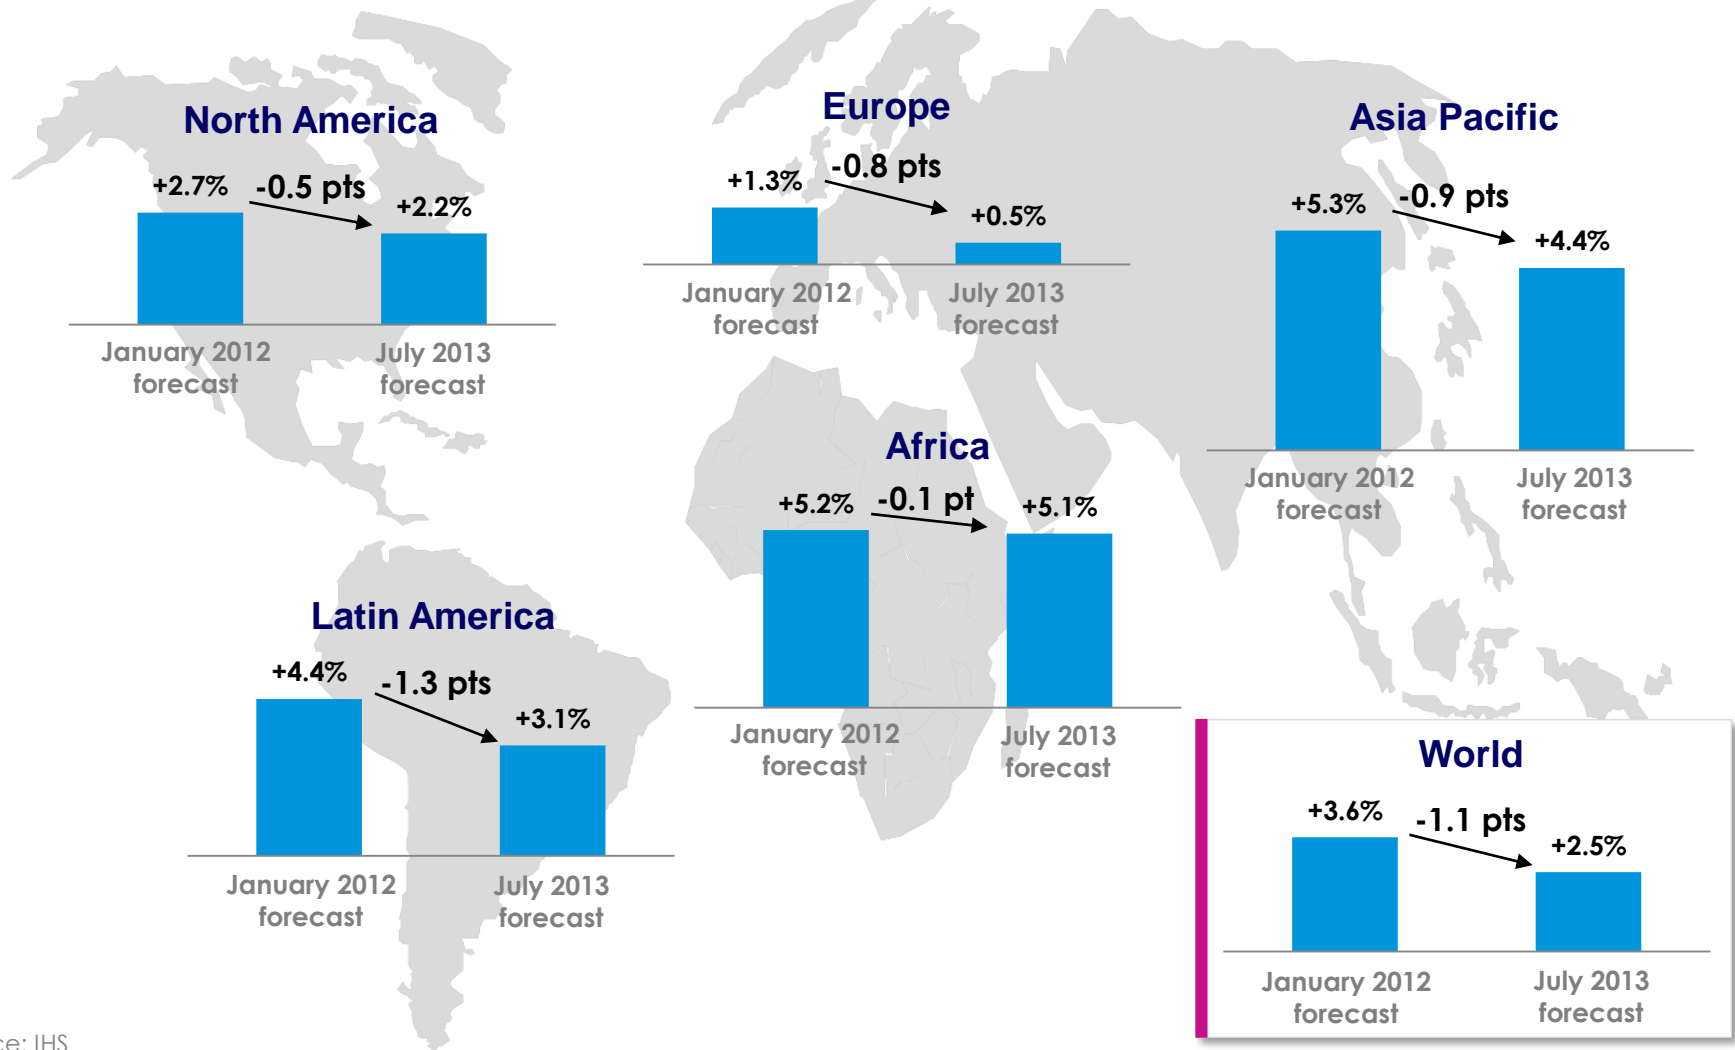 North America
+2.7%
-0.5 pts
+2.2%
January 2012
forecast
July 2013
forecast
Europe
+1.3%
-0.8 pts
+0.5%
January 2012
forecast
July 2013
forecast
Asia Pacific
+5.3%
-0.9 pts
+4.4%
January 2012
forecast
July 2013
forecast
Africa
+5.2%
-0.1 pt
+5.1%
January 2012
forecast
July 2013
forecast
Latin America
+4.4%
-1.3 pts
+3.1%
January 2012
forecast
July 2013
forecast
World
+3.6%
-1.1 pts
+2.5%
January 2012
forecast
July 2013
forecast
ce: IHS